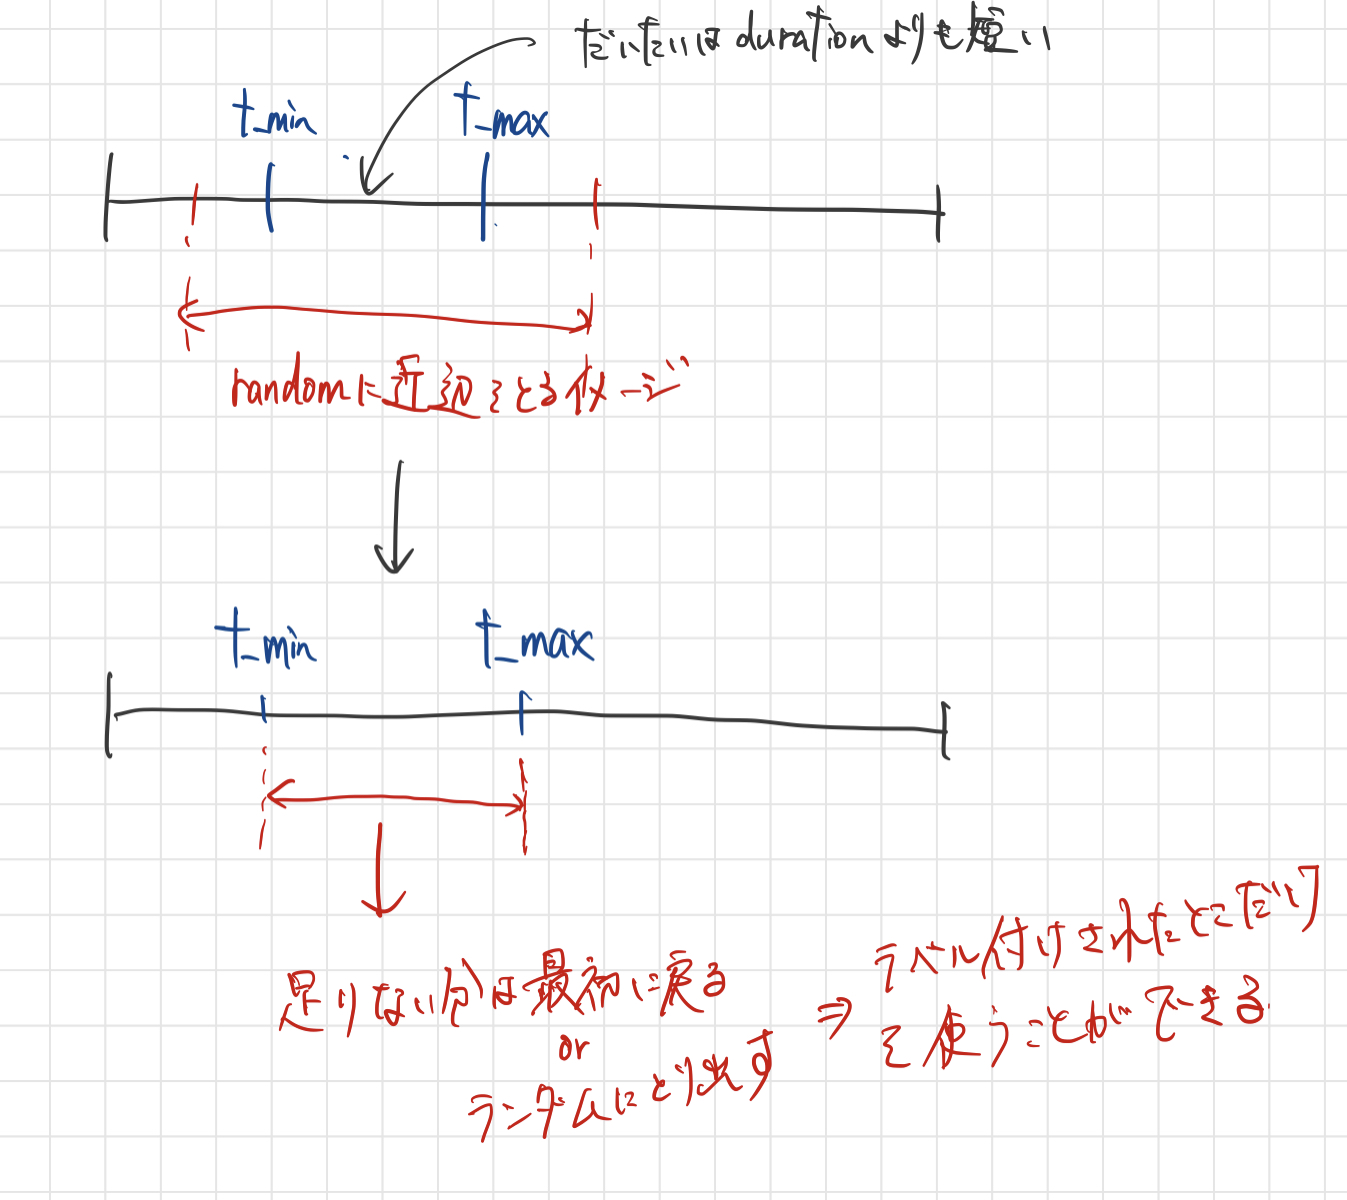 だいたいは durationよりも短い
t_min
t_max
randomに近辺をとるイメージ
t_min
t_max
足りない分は最初に戻る
or
ランダムにとり出す
⇒
ラベル付けされたとこだけ
を使うことができる